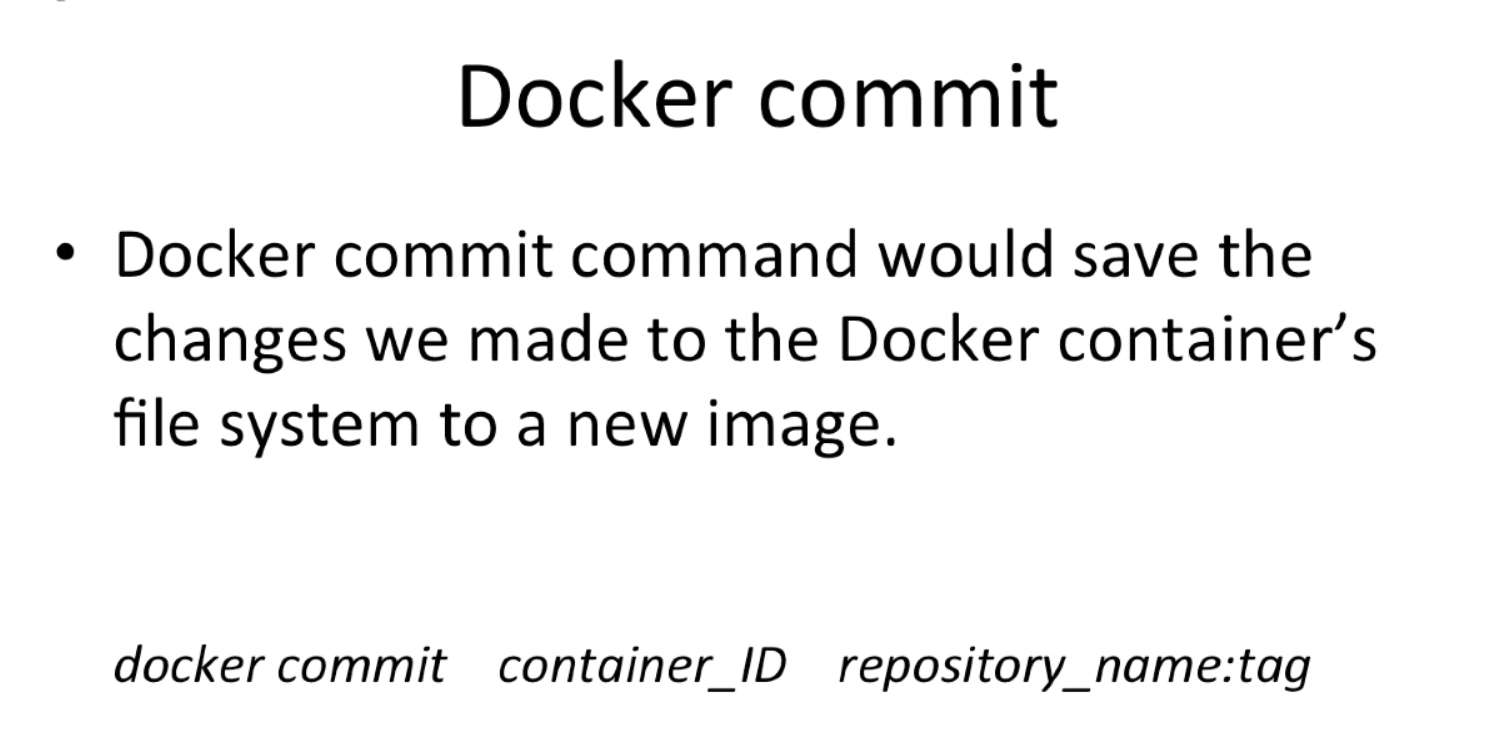 Docker commit
• Docker commit command would save the
changes we made to the Docker container’s
file system to a new image.
docker commit container_ID repository_name:tag